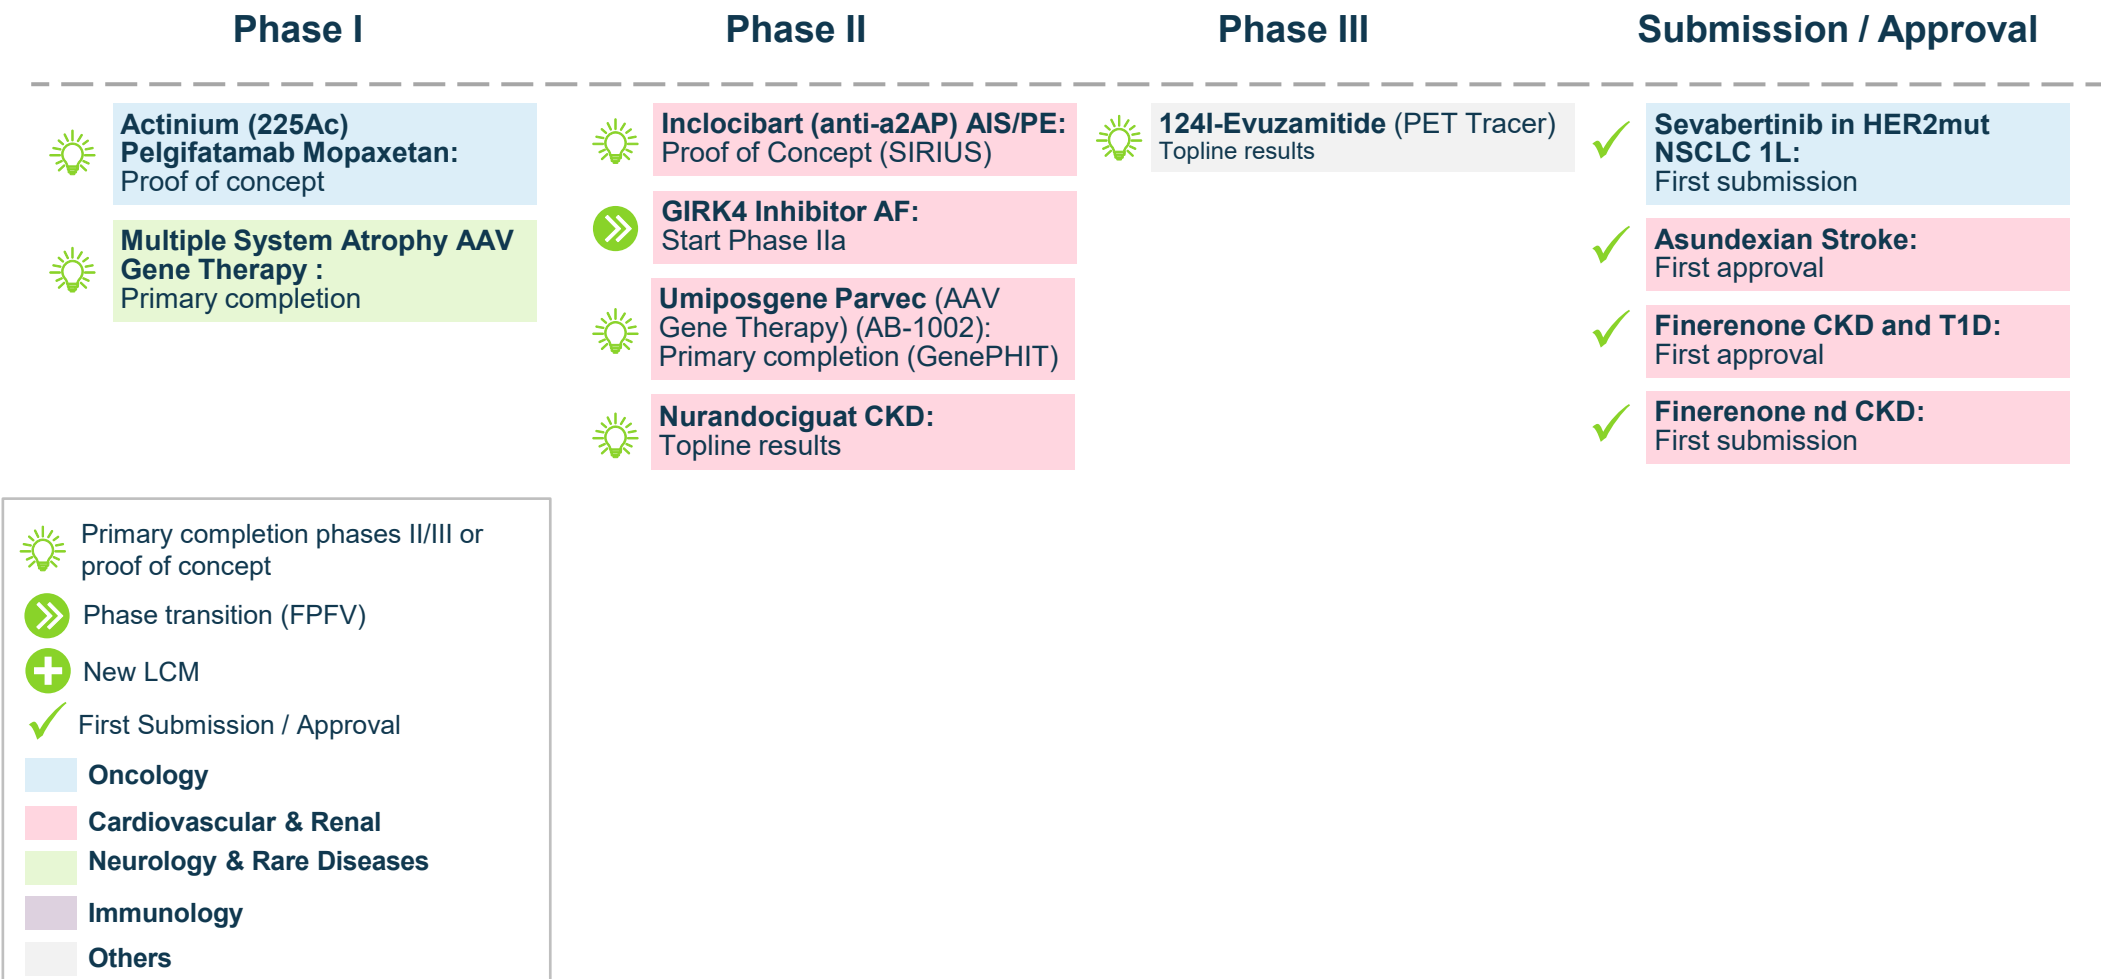 Phase I
Phase II
Phase III
Submission / Approval
Actinium (225Ac)
Pelgifatamab Mopaxetan:
Proof of concept
Multiple System Atrophy AAV
Gene Therapy :
Primary completion
Inclocibart (anti-a2AP) AIS/PE:
Proof of Concept (SIRIUS)
GIRK4 Inhibitor AF:
Start Phase IIa
Umiposgene Parvec (AAV
Gene Therapy) (AB-1002):
Primary completion (GenePHIT)
Nurandociguat CKD:
Topline results
124I-Evuzamitide (PET Tracer)
Topline results
Sevabertinib in HER2mut
NSCLC 1L:
First submission
Asundexian Stroke:
First approval
Finerenone CKD and T1D:
First approval
Finerenone nd CKD:
First submission
Primary completion phases II/III or
proof of concept
Phase transition (FPFV)
New LCM
First Submission / Approval
Oncology
Cardiovascular & Renal
Neurology & Rare Diseases
Immunology
Others